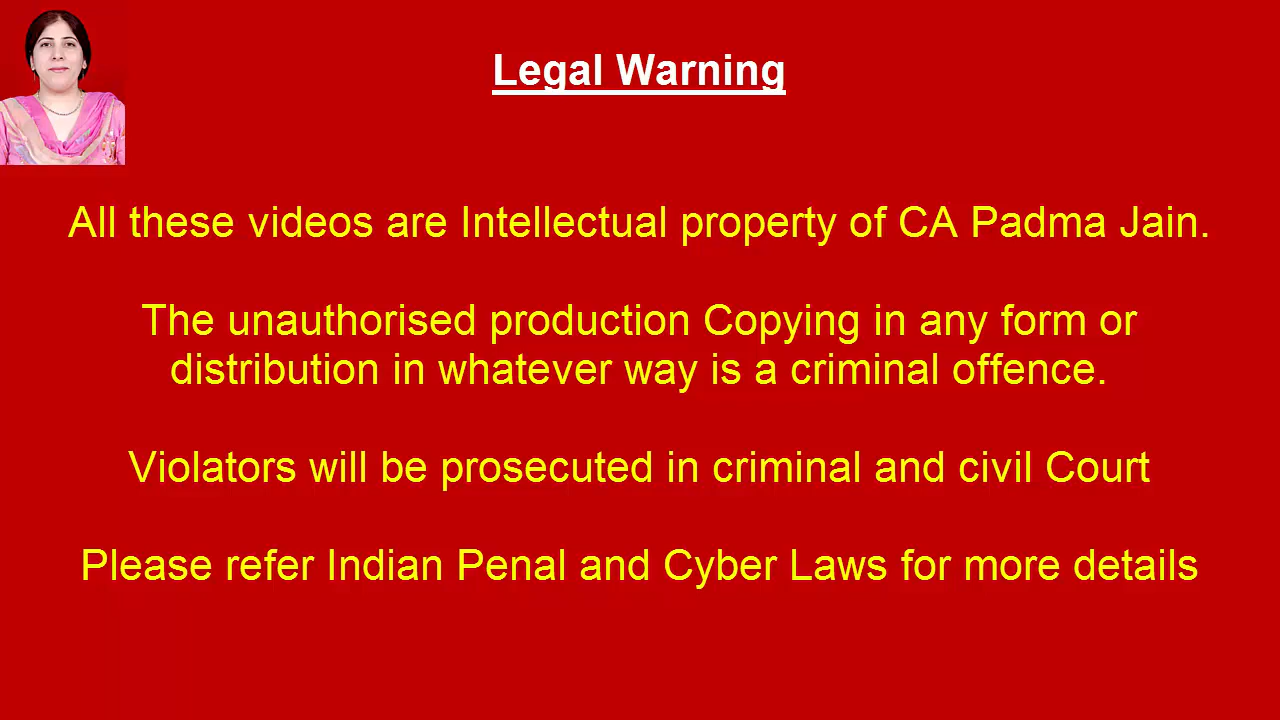 Legal Warning
All these videos are Intellectual property of CA Padma Jain.
The unauthorised production Copying in any form or
distribution in whatever way is a criminal offence.
Violators will be prosecuted in criminal and civil Court
Please refer Indian Penal and Cyber Laws for more details